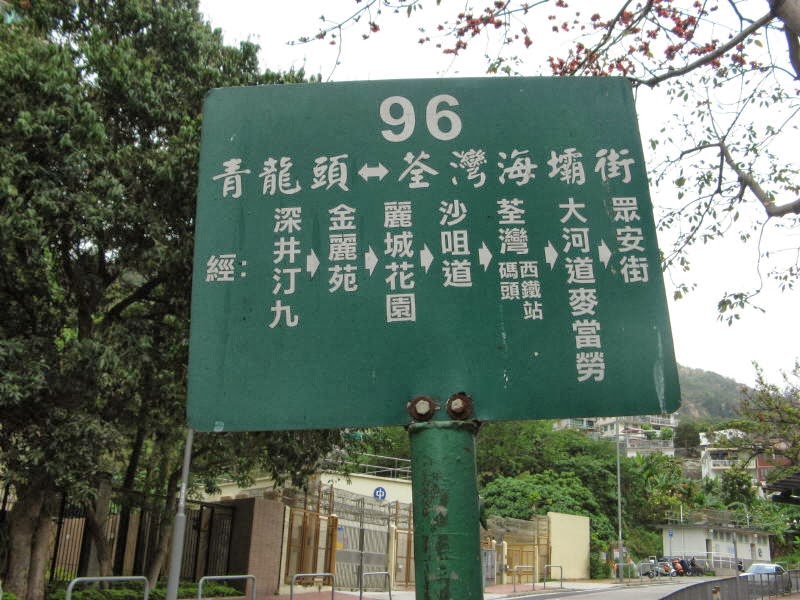 96
青龍頭↔荃灣海壩街
經:
深井汀九→
金麗苑→
麗城花園→
沙咀道→
荃灣西鐵站碼頭→
大河道麥當勞→
眾安街
中